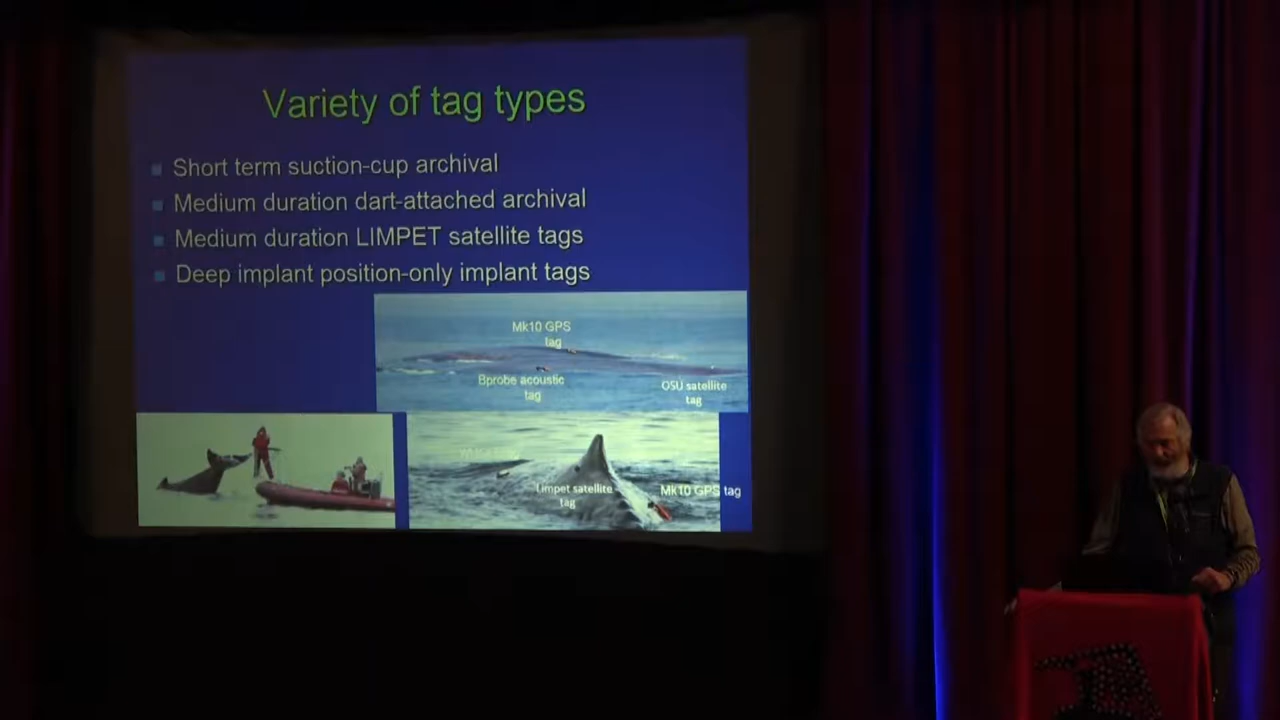 Variety of tag types
Short term suction-cup archival
Medium duration dart-attached archival
Medium duration LIMPET satellite tags
Deep implant position-only implant tags
Mk10 GPS
tag
Bprobe acoustic
tag
OSU satellite
tag
Limpet satellite
tag
Mk10 GPS tag